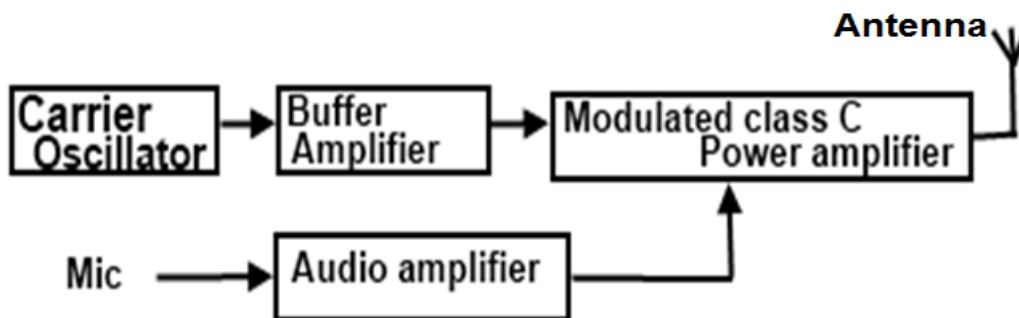 Antenna
Carrier
Oscillator
Buffer
Amplifier
Modulated class C
Power amplifier
Mic
Audio amplifier